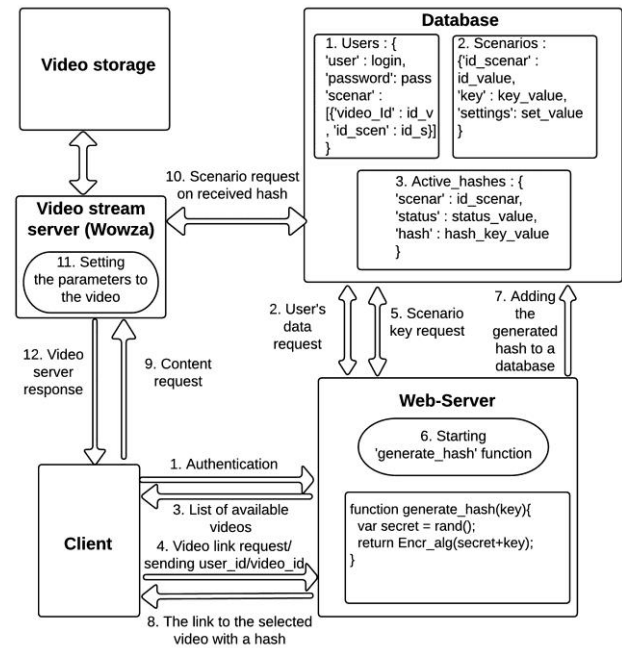 Database
1. Users : {
'user' : login,
'password': pass
'scenar' :
[{'video_Id' : id_v
, 'id_scen' : id_s}]
}
2. Scenarios :
{'id_scenar' :
id_value,
'key' : key_value,
'settings': set_value
}
3. Active_hashes : {
'scenar' : id_scenar,
'status' : status_value,
'hash' : hash_key_value
}
Video storage
10. Scenario request
on received hash
Video stream
server (Wowza)
11. Setting
the parameters to
the video
2. User's
data
request
5. Scenario
key request
7. Adding
the
generated
hash to a
database
12. Video
server
response
9. Content
request
Web-Server
6. Starting
'generate_hash' function
function generate_hash(key){
var secret = rand();
return Encr_alg(secret+key);
}
Client
1. Authentication
3. List of available
videos
4. Video link request/
sending user_id/video_id
8. The link to the selected
video with a hash